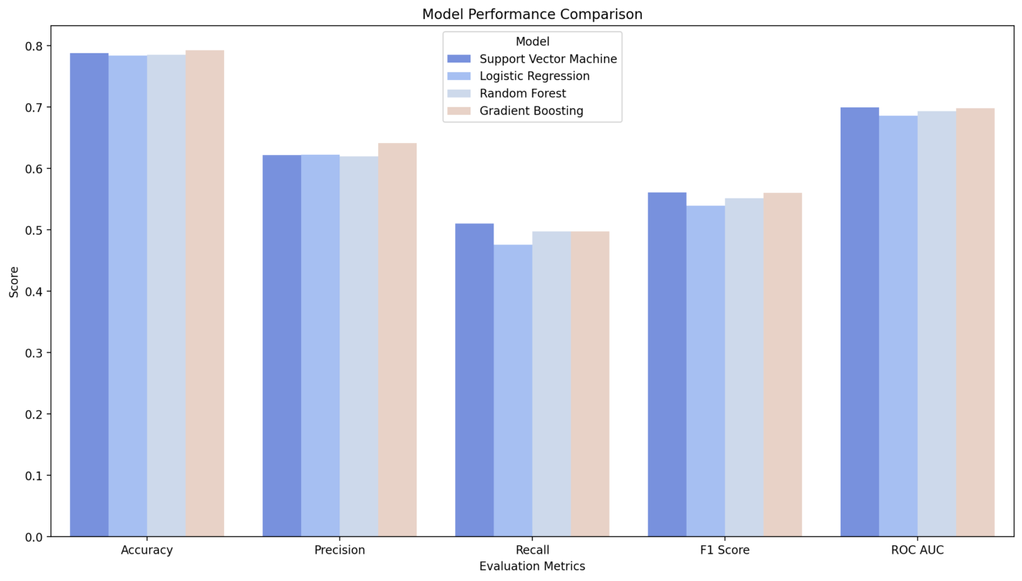 Model Performance Comparison
Model
Support Vector Machine
Logistic Regression
Random Forest
Gradient Boosting
0.8
0.7
0.6
0.5
0.4
0.3
0.2
0.1
0.0
Score
Accuracy Precision Recall F1 Score ROC AUC
Evaluation Metrics